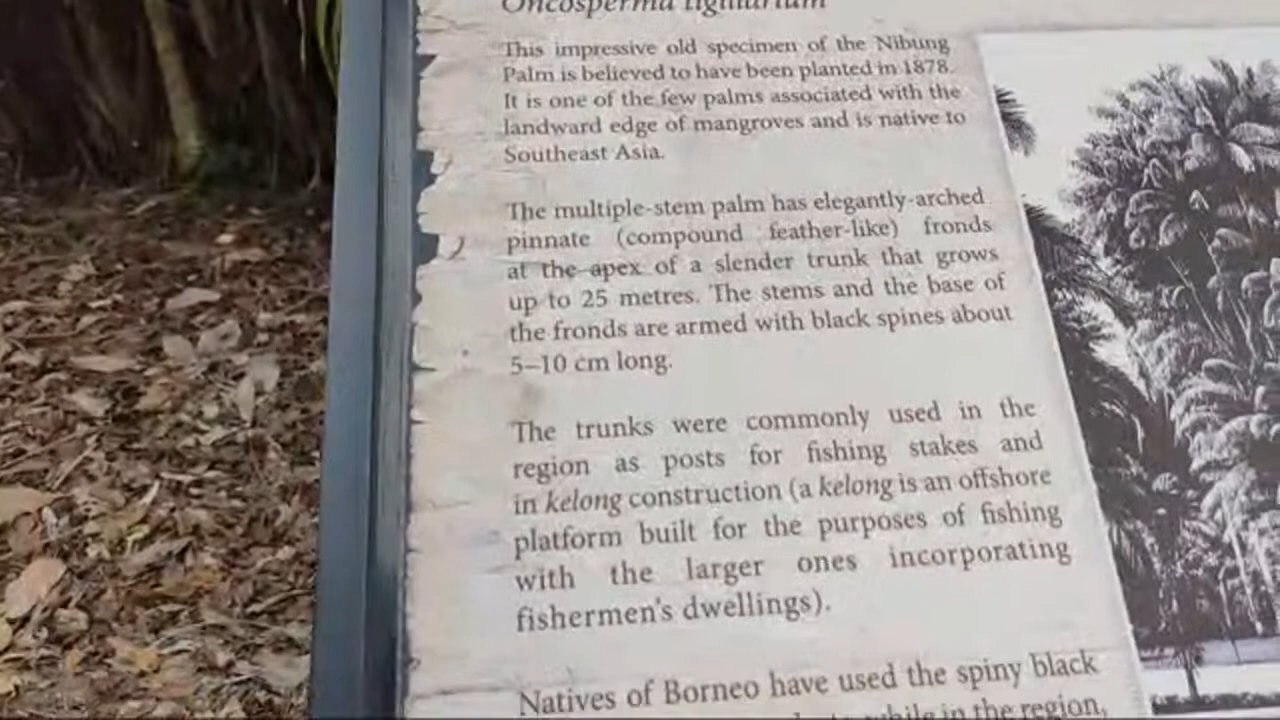 Oncosperma tigillarium
This impressive old specimen of the Nibung
Palm is believed to have been planted in 1878.
It is one of the few palms associated with the
landward edge of mangroves and is native to
Southeast Asia.
The multiple-stem palm has elegantly-arched
pinnate (compound feather-like) fronds
at the apex of a slender trunk that grows
up to 25 metres. The stems and the base of
the fronds are armed with black spines about
5–10 cm long.
The trunks were commonly used in the
region as posts for fishing stakes and
in kelong construction (a kelong is an offshore
platform built for the purposes of fishing
with the larger ones incorporating
fishermen's dwellings).
Natives of Borneo have used the spiny black
while in the region,